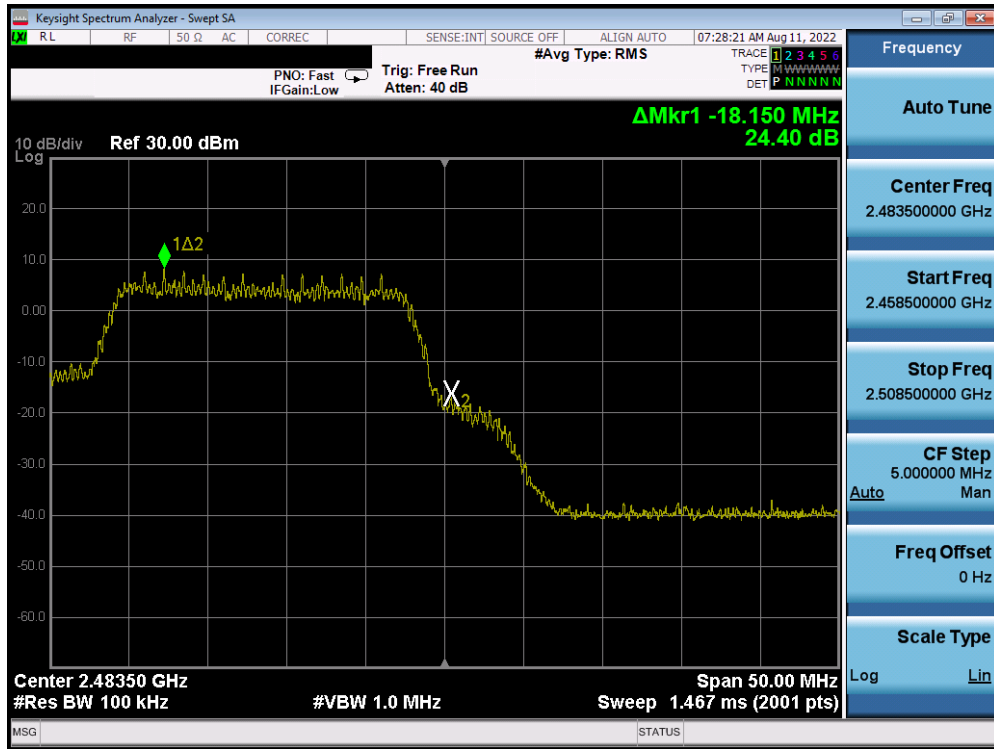 Keysight Spectrum Analyzer - Swept SA
LXI RL RF 50 Ω AC CORREC SENSE:INT SOURCE OFF ALIGN AUTO 07:28:21 AM Aug 11, 2022
#Avg Type: RMS
TRACE 1 2 3 4 5 6
TYPE M W W W W W
DET P N N N N N
PNO: Fast
IFGain:Low
Trig: Free Run
Atten: 40 dB
ΔMkr1 -18.150 MHz
24.40 dB
10 dB/div
Log
Ref 30.00 dBm
20.0
10.0
0.00
-10.0
-20.0
-30.0
-40.0
-50.0
-60.0
1Δ2
X2
Center 2.48350 GHz
#Res BW 100 kHz
#VBW 1.0 MHz
Span 50.00 MHz
Sweep 1.467 ms (2001 pts)
MSG
STATUS
Frequency
Auto Tune
Center Freq
2.483500000 GHz
Start Freq
2.458500000 GHz
Stop Freq
2.508500000 GHz
CF Step
5.000000 MHz
Auto Man
Freq Offset
0 Hz
Scale Type
Log Lin